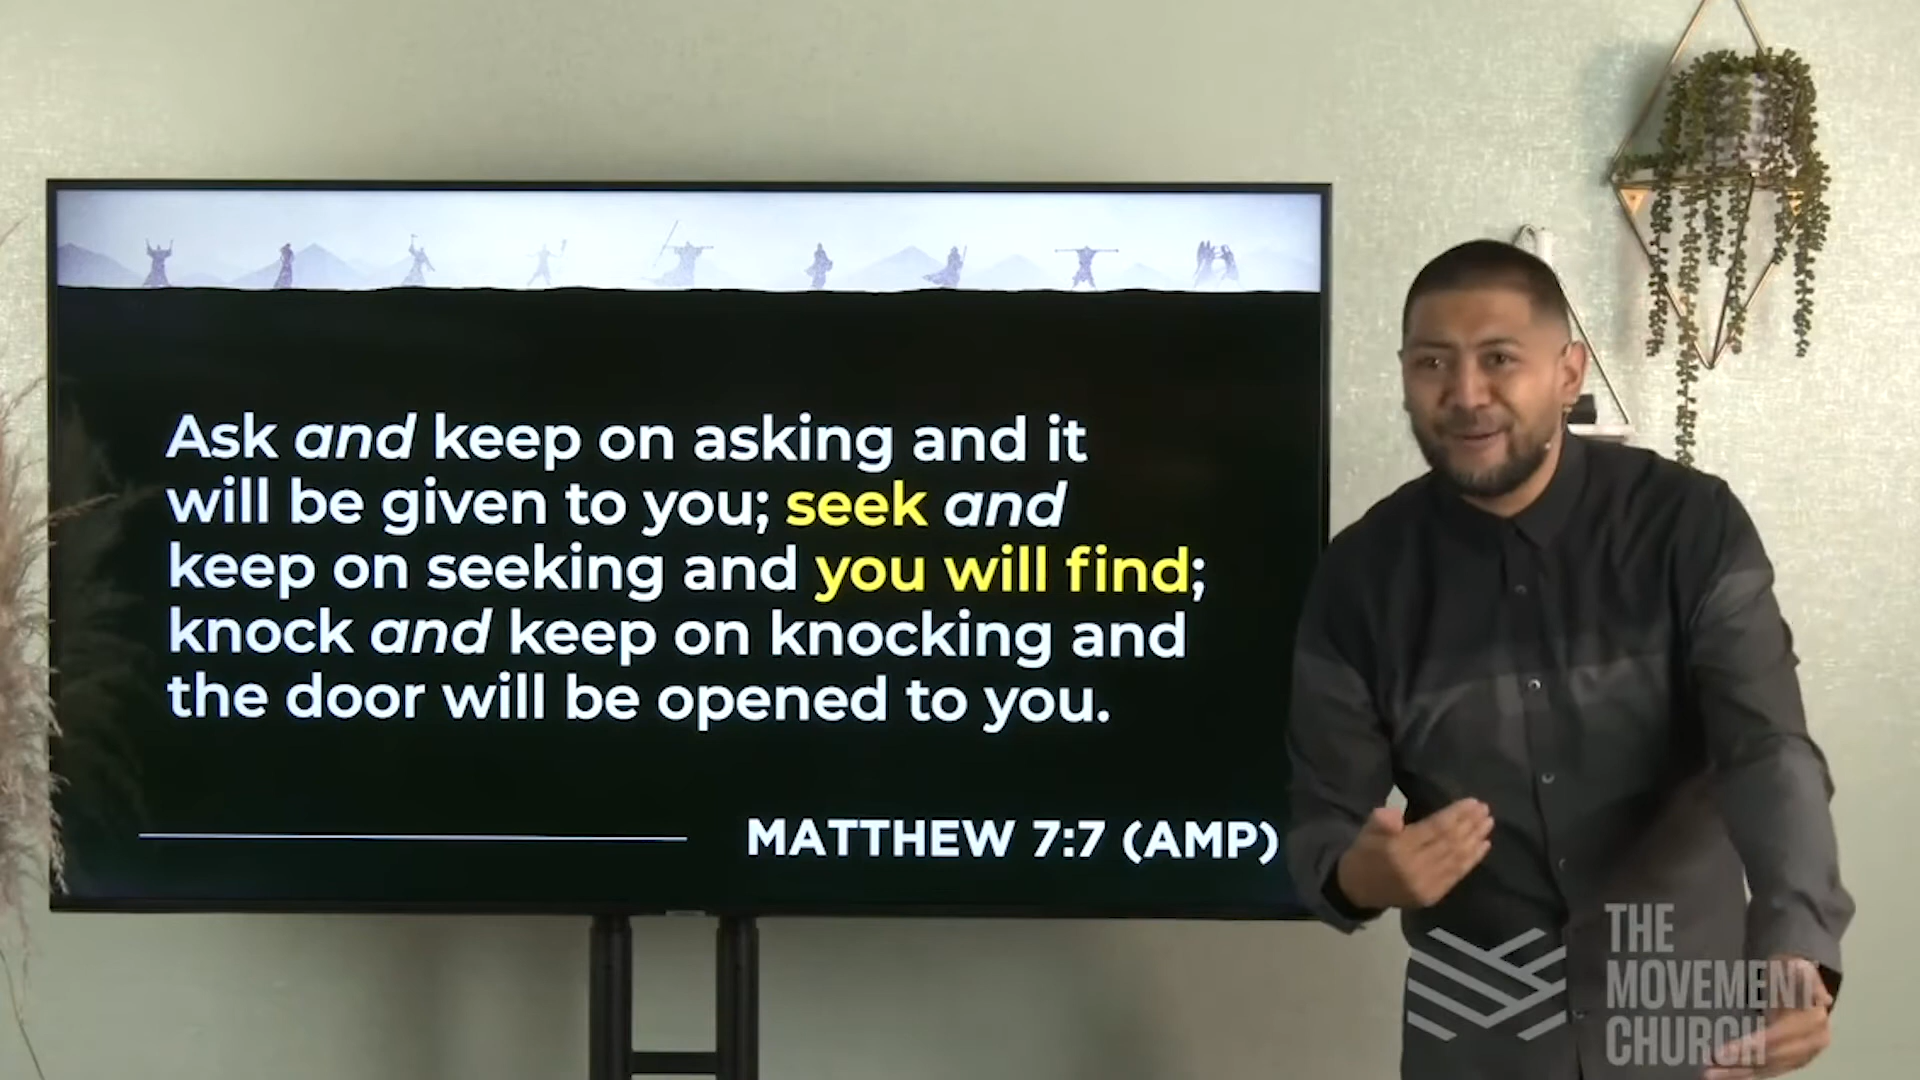 Ask and keep on asking and it
will be given to you; seek and
keep on seeking and you will find;
knock and keep on knocking and
the door will be opened to you.
MATTHEW 7:7 (AMP)
THE
MOVEMENT
CHURCH